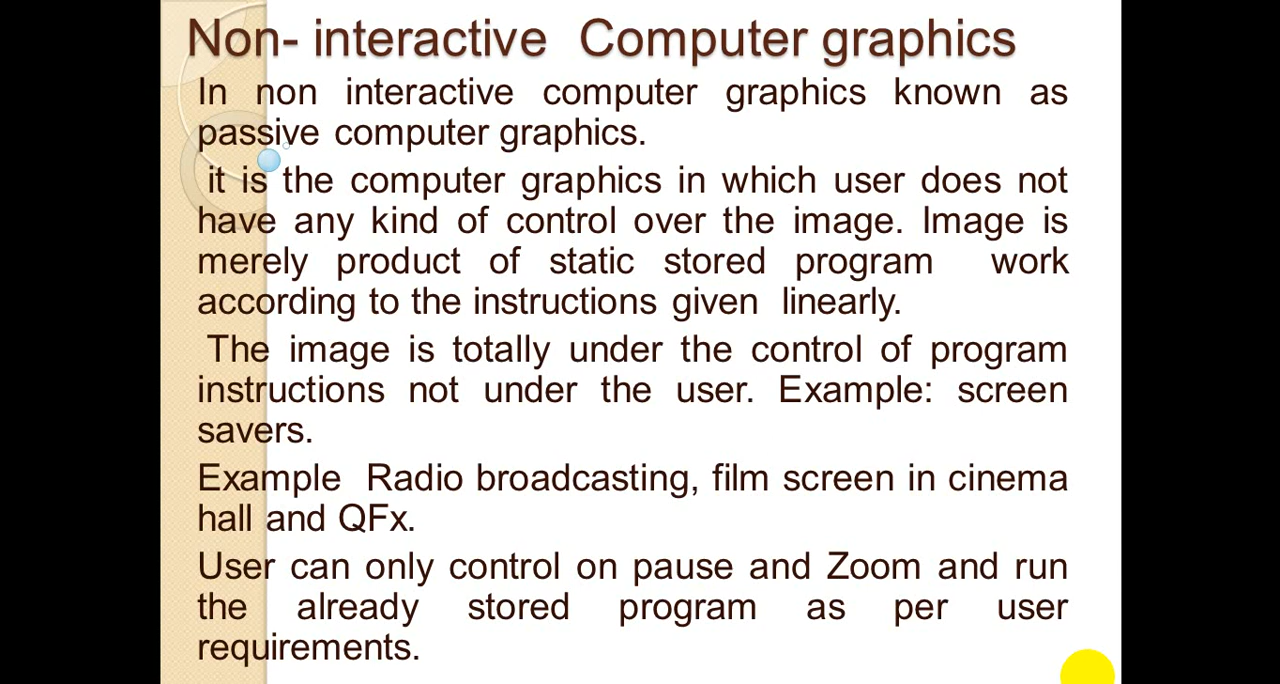 Non- interactive Computer graphics
In non interactive computer graphics known as
passive computer graphics.
it is the computer graphics in which user does not
have any kind of control over the image. Image is
merely product of static stored program work
according to the instructions given linearly.
The image is totally under the control of program
instructions not under the user. Example: screen
savers.
Example Radio broadcasting, film screen in cinema
hall and QFx.
User can only control on pause and Zoom and run
the already stored program as per user
requirements.